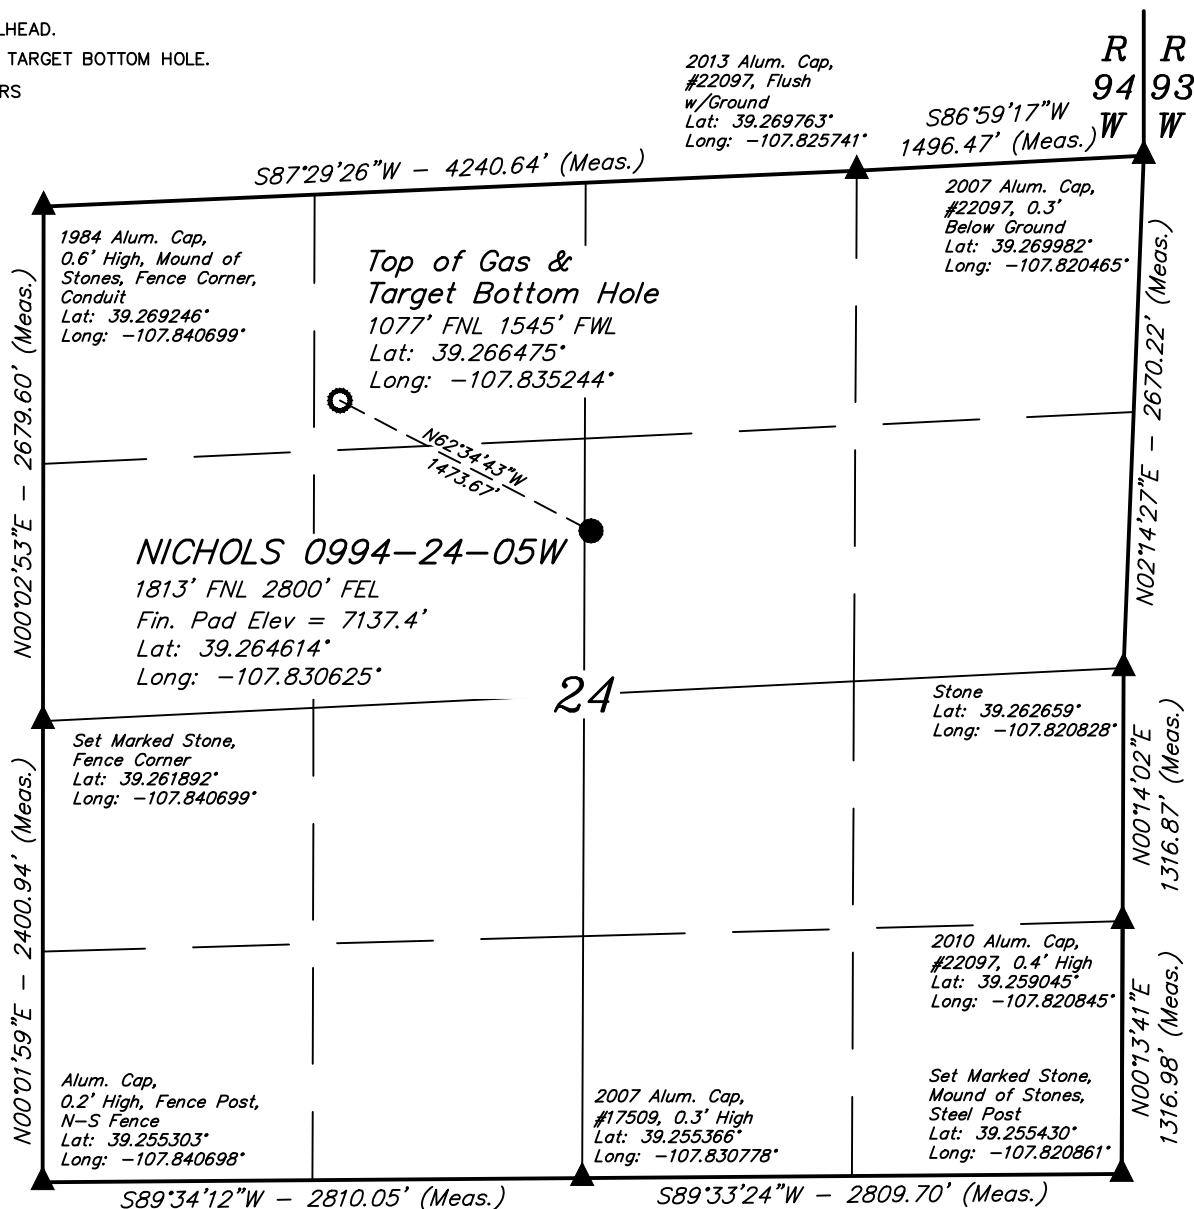 LHEAD.
TARGET BOTTOM HOLE.
RS
R R
94 93
W W
2013 Alum. Cap,
#22097, Flush
w/Ground
Lat: 39.269763°
Long: -107.825741°
S86°59'17"W
1496.47' (Meas.)
S87°29'26"W - 4240.64' (Meas.)
2007 Alum. Cap,
#22097, 0.3'
Below Ground
Lat: 39.269982°
Long: -107.820465°
1984 Alum. Cap,
0.6' High, Mound of
Stones, Fence Corner,
Conduit
Lat: 39.269246°
Long: -107.840699°
Top of Gas &
Target Bottom Hole
1077' FNL 1545' FWL
Lat: 39.266475°
Long: -107.835244°
N00°02'53"E - 2679.60' (Meas.)
N02°14'27"E - 2670.22' (Meas.)
N62°34'43"W
1473.67'
NICHOLS 0994-24-05W
1813' FNL 2800' FEL
Fin. Pad Elev = 7137.4'
Lat: 39.264614°
Long: -107.830625°
24
Stone
Lat: 39.262659°
Long: -107.820828°
Set Marked Stone,
Fence Corner
Lat: 39.261892°
Long: -107.840699°
N00°14'02"E
1316.87' (Meas.)
N00°01'59"E - 2400.94' (Meas.)
2010 Alum. Cap,
#22097, 0.4' High
Lat: 39.259045°
Long: -107.820845°
N00°13'41"E
1316.98' (Meas.)
Alum. Cap,
0.2' High, Fence Post,
N-S Fence
Lat: 39.255303°
Long: -107.840698°
2007 Alum. Cap,
#17509, 0.3' High
Lat: 39.255366°
Long: -107.830778°
Set Marked Stone,
Mound of Stones,
Steel Post
Lat: 39.255430°
Long: -107.820861°
S89°34'12"W - 2810.05' (Meas.)
S89°33'24"W - 2809.70' (Meas.)